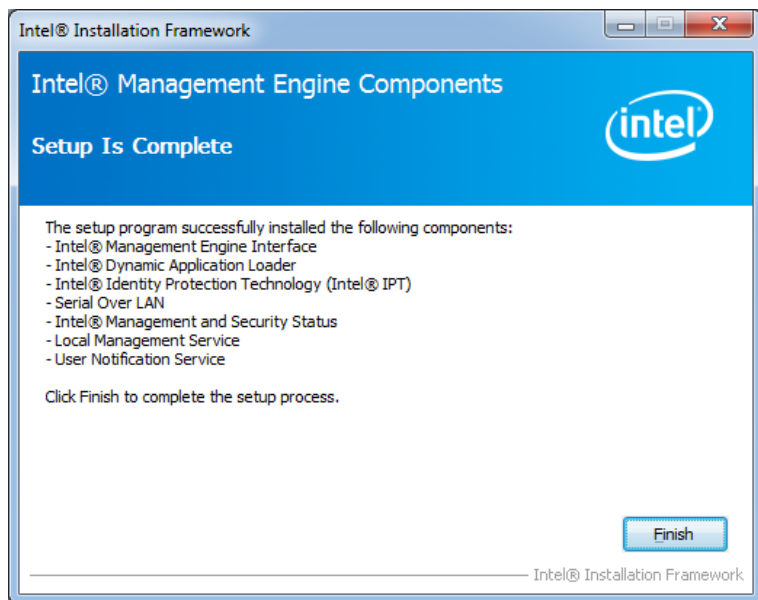 Intel® Installation Framework
Intel® Management Engine Components
intel®
Setup Is Complete
The setup program successfully installed the following components:
- Intel® Management Engine Interface
- Intel® Dynamic Application Loader
- Intel® Identity Protection Technology (Intel® IPT)
- Serial Over LAN
- Intel® Management and Security Status
- Local Management Service
- User Notification Service
Click Finish to complete the setup process.
Finish
Intel® Installation Framework